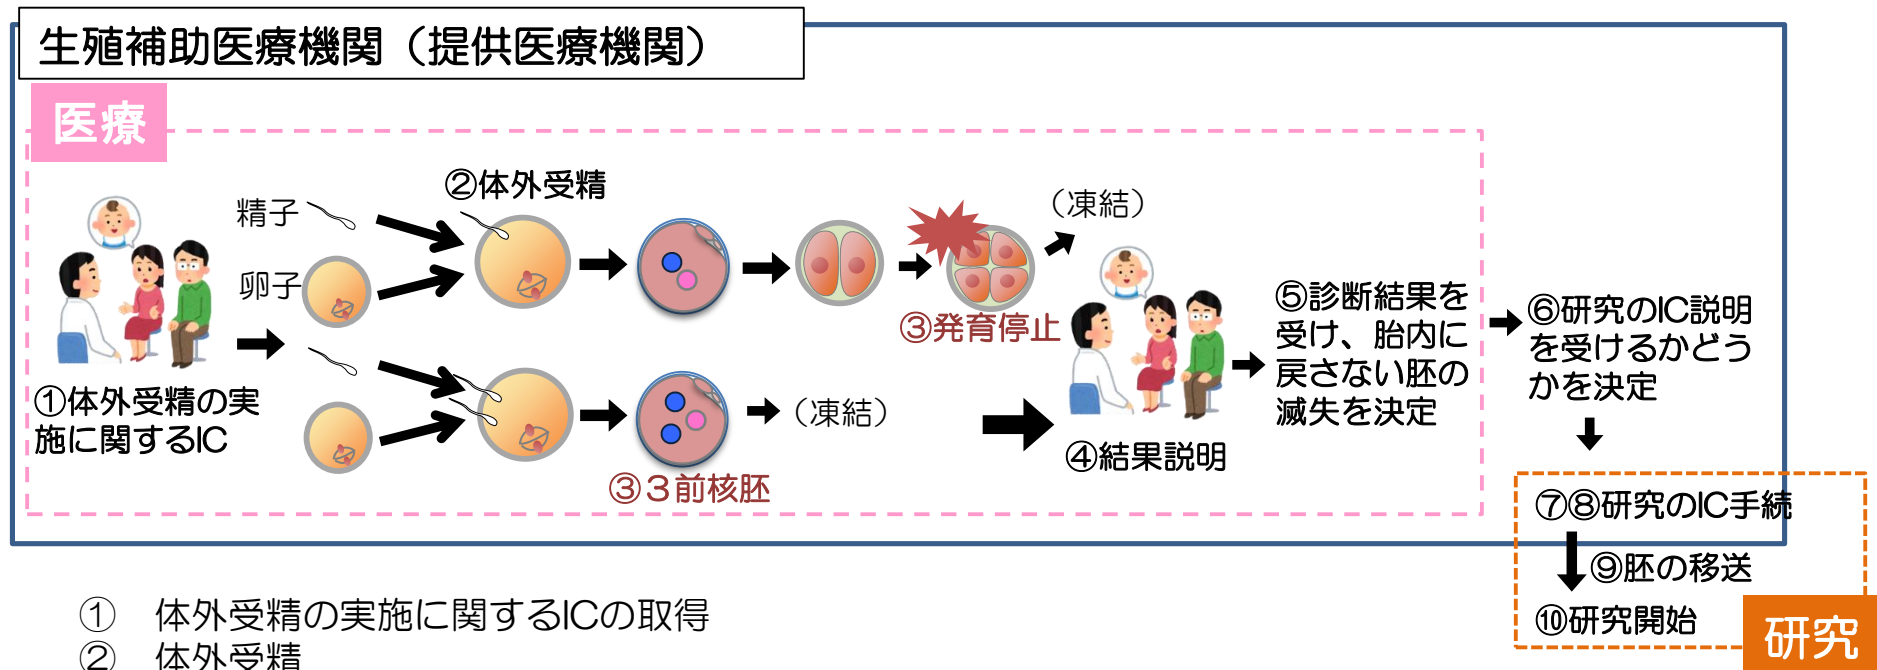 生殖補助医療機関（提供医療機関）
医療
②体外受精
精子
卵子
（凍結）
③発育停止
①体外受精の実
施に関するIC
（凍結）
③３前核胚
④結果説明
⑤診断結果を
受け、胎内に
戻さない胚の
滅失を決定
⑥研究のIC説明
を受けるかどう
かを決定
⑦⑧研究のIC手続
⑨胚の移送
⑩研究開始
研究
①　体外受精の実施に関するICの取得
②　体外受精